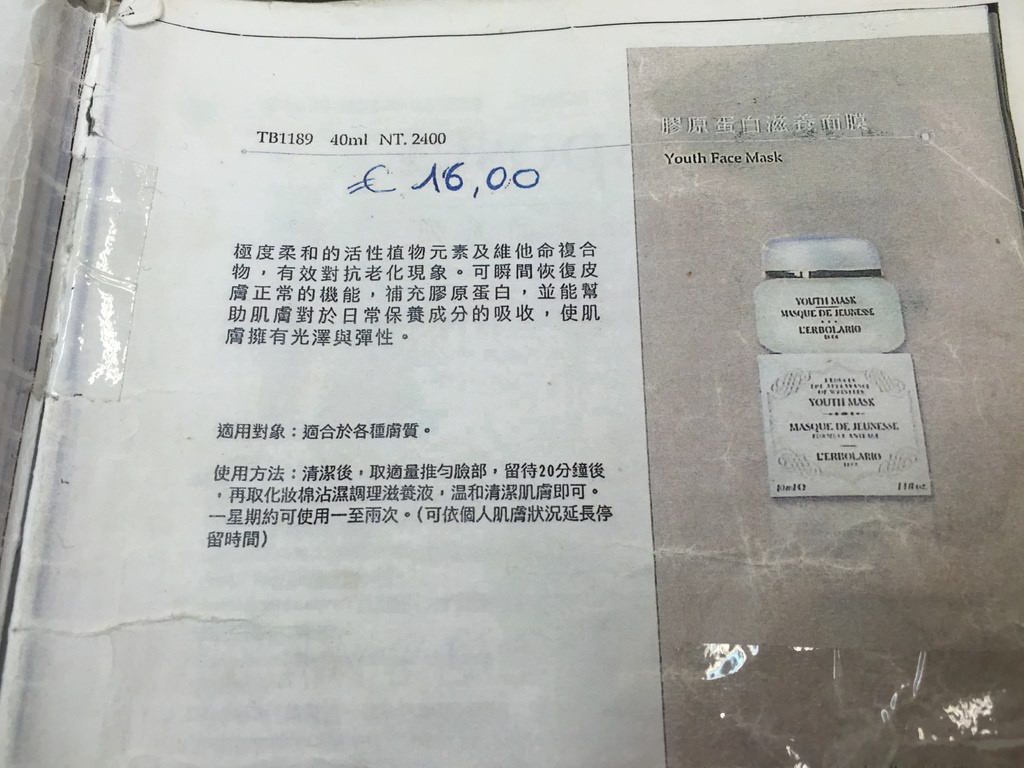 TB1189 40ml NT. 2400
€ 16,00
極度柔和的活性植物元素及維他命複合
物，有效對抗老化現象。可瞬間恢復皮
膚正常的機能，補充膠原蛋白，並能幫
助肌膚對於日常保養成分的吸收，使肌
膚擁有光澤與彈性。
適用對象：適合於各種膚質。
使用方法：清潔後，取適量推勻臉部，留待20分鐘後
，再取化妝棉沾濕調理滋養液，溫和清潔肌膚即可。
一星期約可使用一至兩次。(可依個人肌膚狀況延長停
留時間)
膠原蛋白滋養面膜
Youth Face Mask
YOUTH MASK
MASQUE DE JEUNESSE
L'ERBOLARIO
LODI
THE APPEARANCE
OF WRINKLES
YOUTH MASK
MASQUE DE JEUNESSE
L'ERBOLARIO
LODI